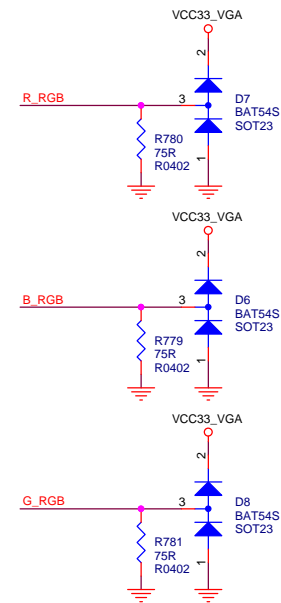 VCC33_VGA
2
R_RGB
3
D7
BAT54S
SOT23
R780
75R
R0402
1
VCC33_VGA
2
B_RGB
3
D6
BAT54S
SOT23
R779
75R
R0402
1
VCC33_VGA
2
G_RGB
3
D8
BAT54S
SOT23
R781
75R
R0402
1